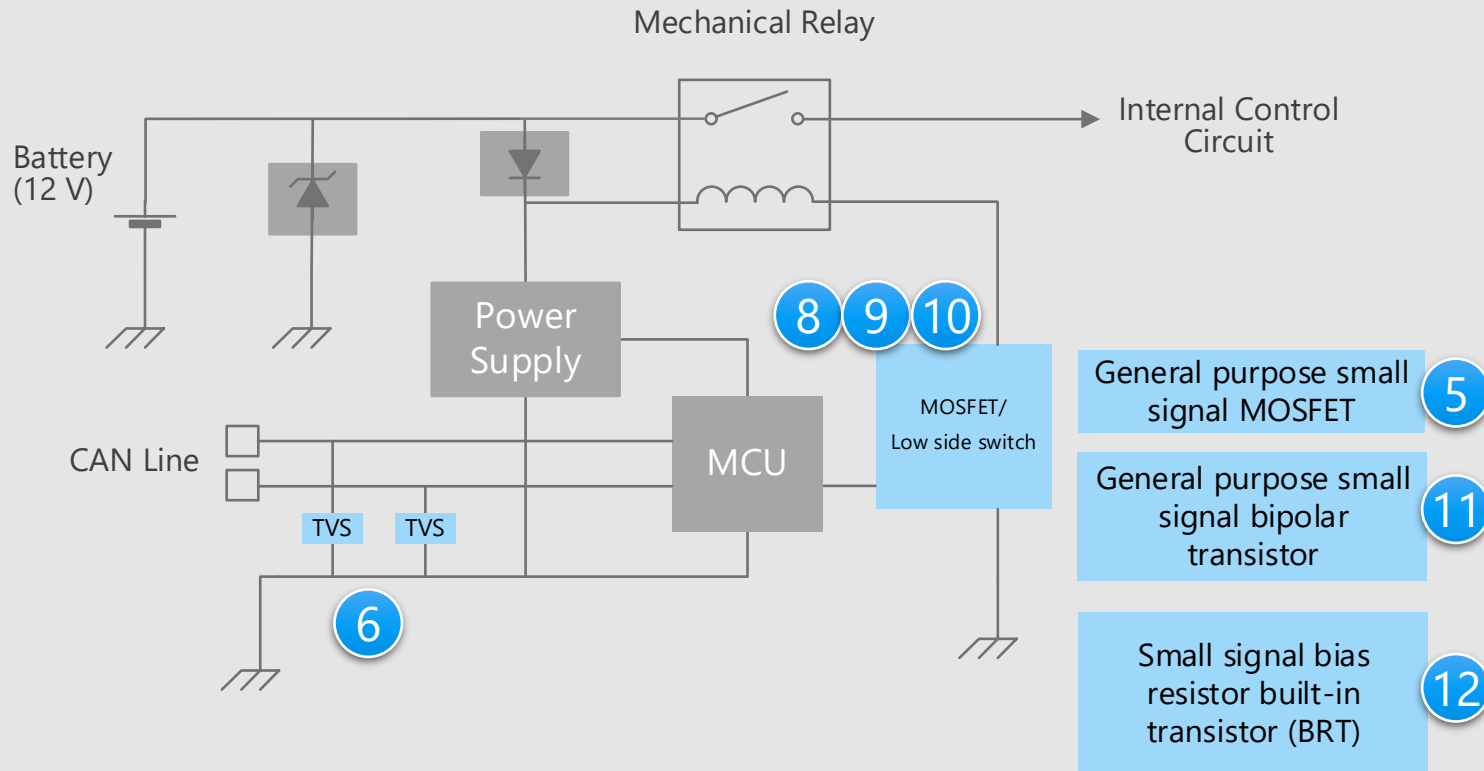 Mechanical Relay
Internal Control
Circuit
Battery
(12 V)
Power
Supply
8
9
10
MOSFET/
Low side switch
General purpose small
signal MOSFET
5
CAN Line
MCU
General purpose small
signal bipolar
transistor
11
TVS
TVS
6
Small signal bias
resistor built-in
transistor (BRT)
12